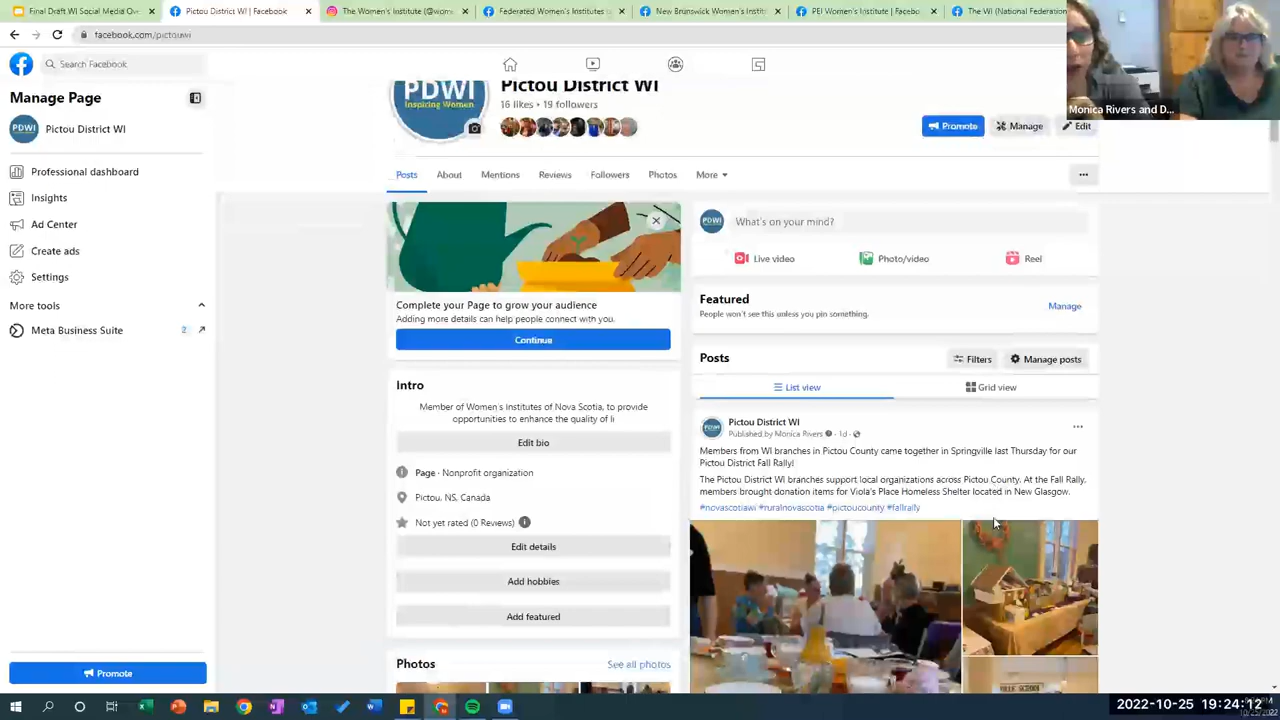 Final Draft.WI Social Media Ov
Pictou District WI | Facebook
The Women's Institute (@wom
Federated Women's Institutes
New Brunswick Women's Instit
PEI Women's Institute | Facebo
The WI (National Federation
facebook.com/pictouwi
Search Facebook
Monica Rivers and D...
Manage Page
Pictou District WI
Professional dashboard
Insights
Ad Center
Create ads
Settings
More tools
Meta Business Suite
2
Promote
PDWI
Inspiring Women
Pictou District WI
16 likes • 19 followers
Promote
Manage
Edit
Posts
About
Mentions
Reviews
Followers
Photos
More
Complete your Page to grow your audience
Adding more details can help people connect with you.
Continue
Intro
Member of Women's Institutes of Nova Scotia, to provide
opportunities to enhance the quality of li
Edit bio
Page · Nonprofit organization
Pictou, NS, Canada
Not yet rated (0 Reviews)
Edit details
Add hobbies
Add featured
Photos
See all photos
PDWI
What's on your mind?
Live video
Photo/video
Reel
Featured
Manage
People won't see this unless you pin something.
Posts
Filters
Manage posts
List view
Grid view
Pictou District WI
Published by Monica Rivers · 1d ·
Members from WI branches in Pictou County came together in Springville last Thursday for our
Pictou District Fall Rally!
The Pictou District WI branches support local organizations across Pictou County. At the Fall Rally,
members brought donation items for Viola's Place Homeless Shelter located in New Glasgow.
#novascotiawi #ruralnovascotia #pictoucounty #fallrally
2022-10-25 19:24:12